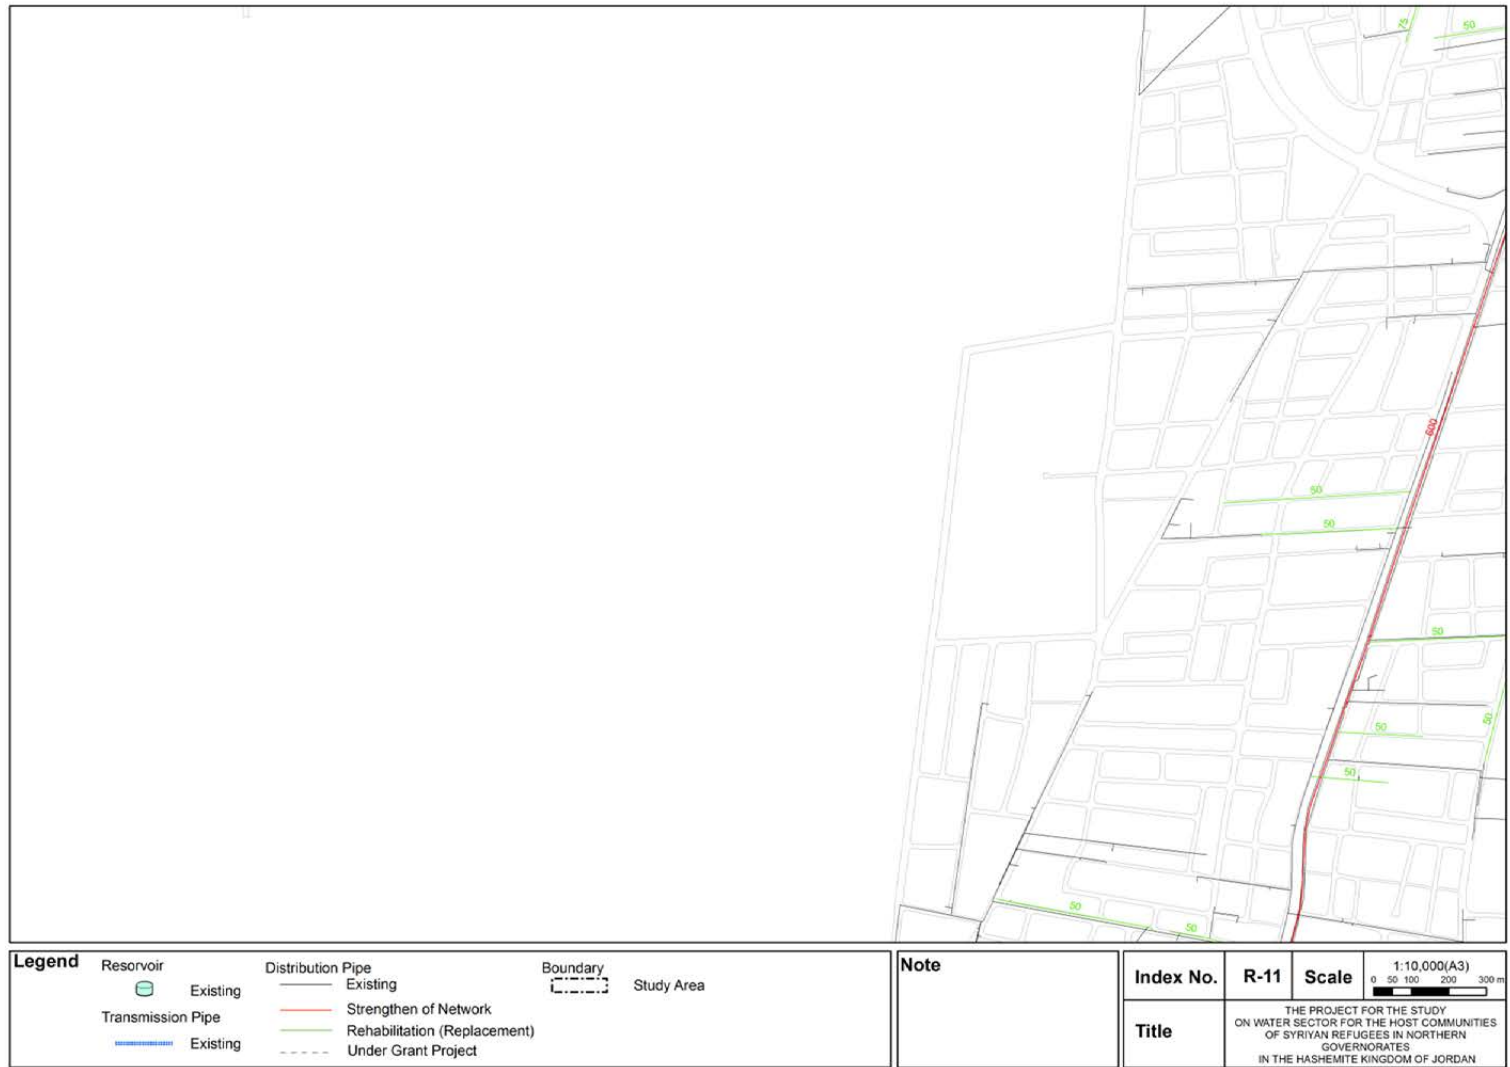 75
50
600
50
50
50
50
50
50
50
50
Legend
Resorvoir
Existing
Transmission Pipe
Existing
Distribution Pipe
Existing
Strengthen of Network
Rehabilitation (Replacement)
Under Grant Project
Boundary
Study Area
Note
Index No.
R-11
Scale
1:10,000(A3)
0 50 100 200 300 m
Title
THE PROJECT FOR THE STUDY
ON WATER SECTOR FOR THE HOST COMMUNITIES
OF SYRIYAN REFUGEES IN NORTHERN
GOVERNORATES
IN THE HASHEMITE KINGDOM OF JORDAN